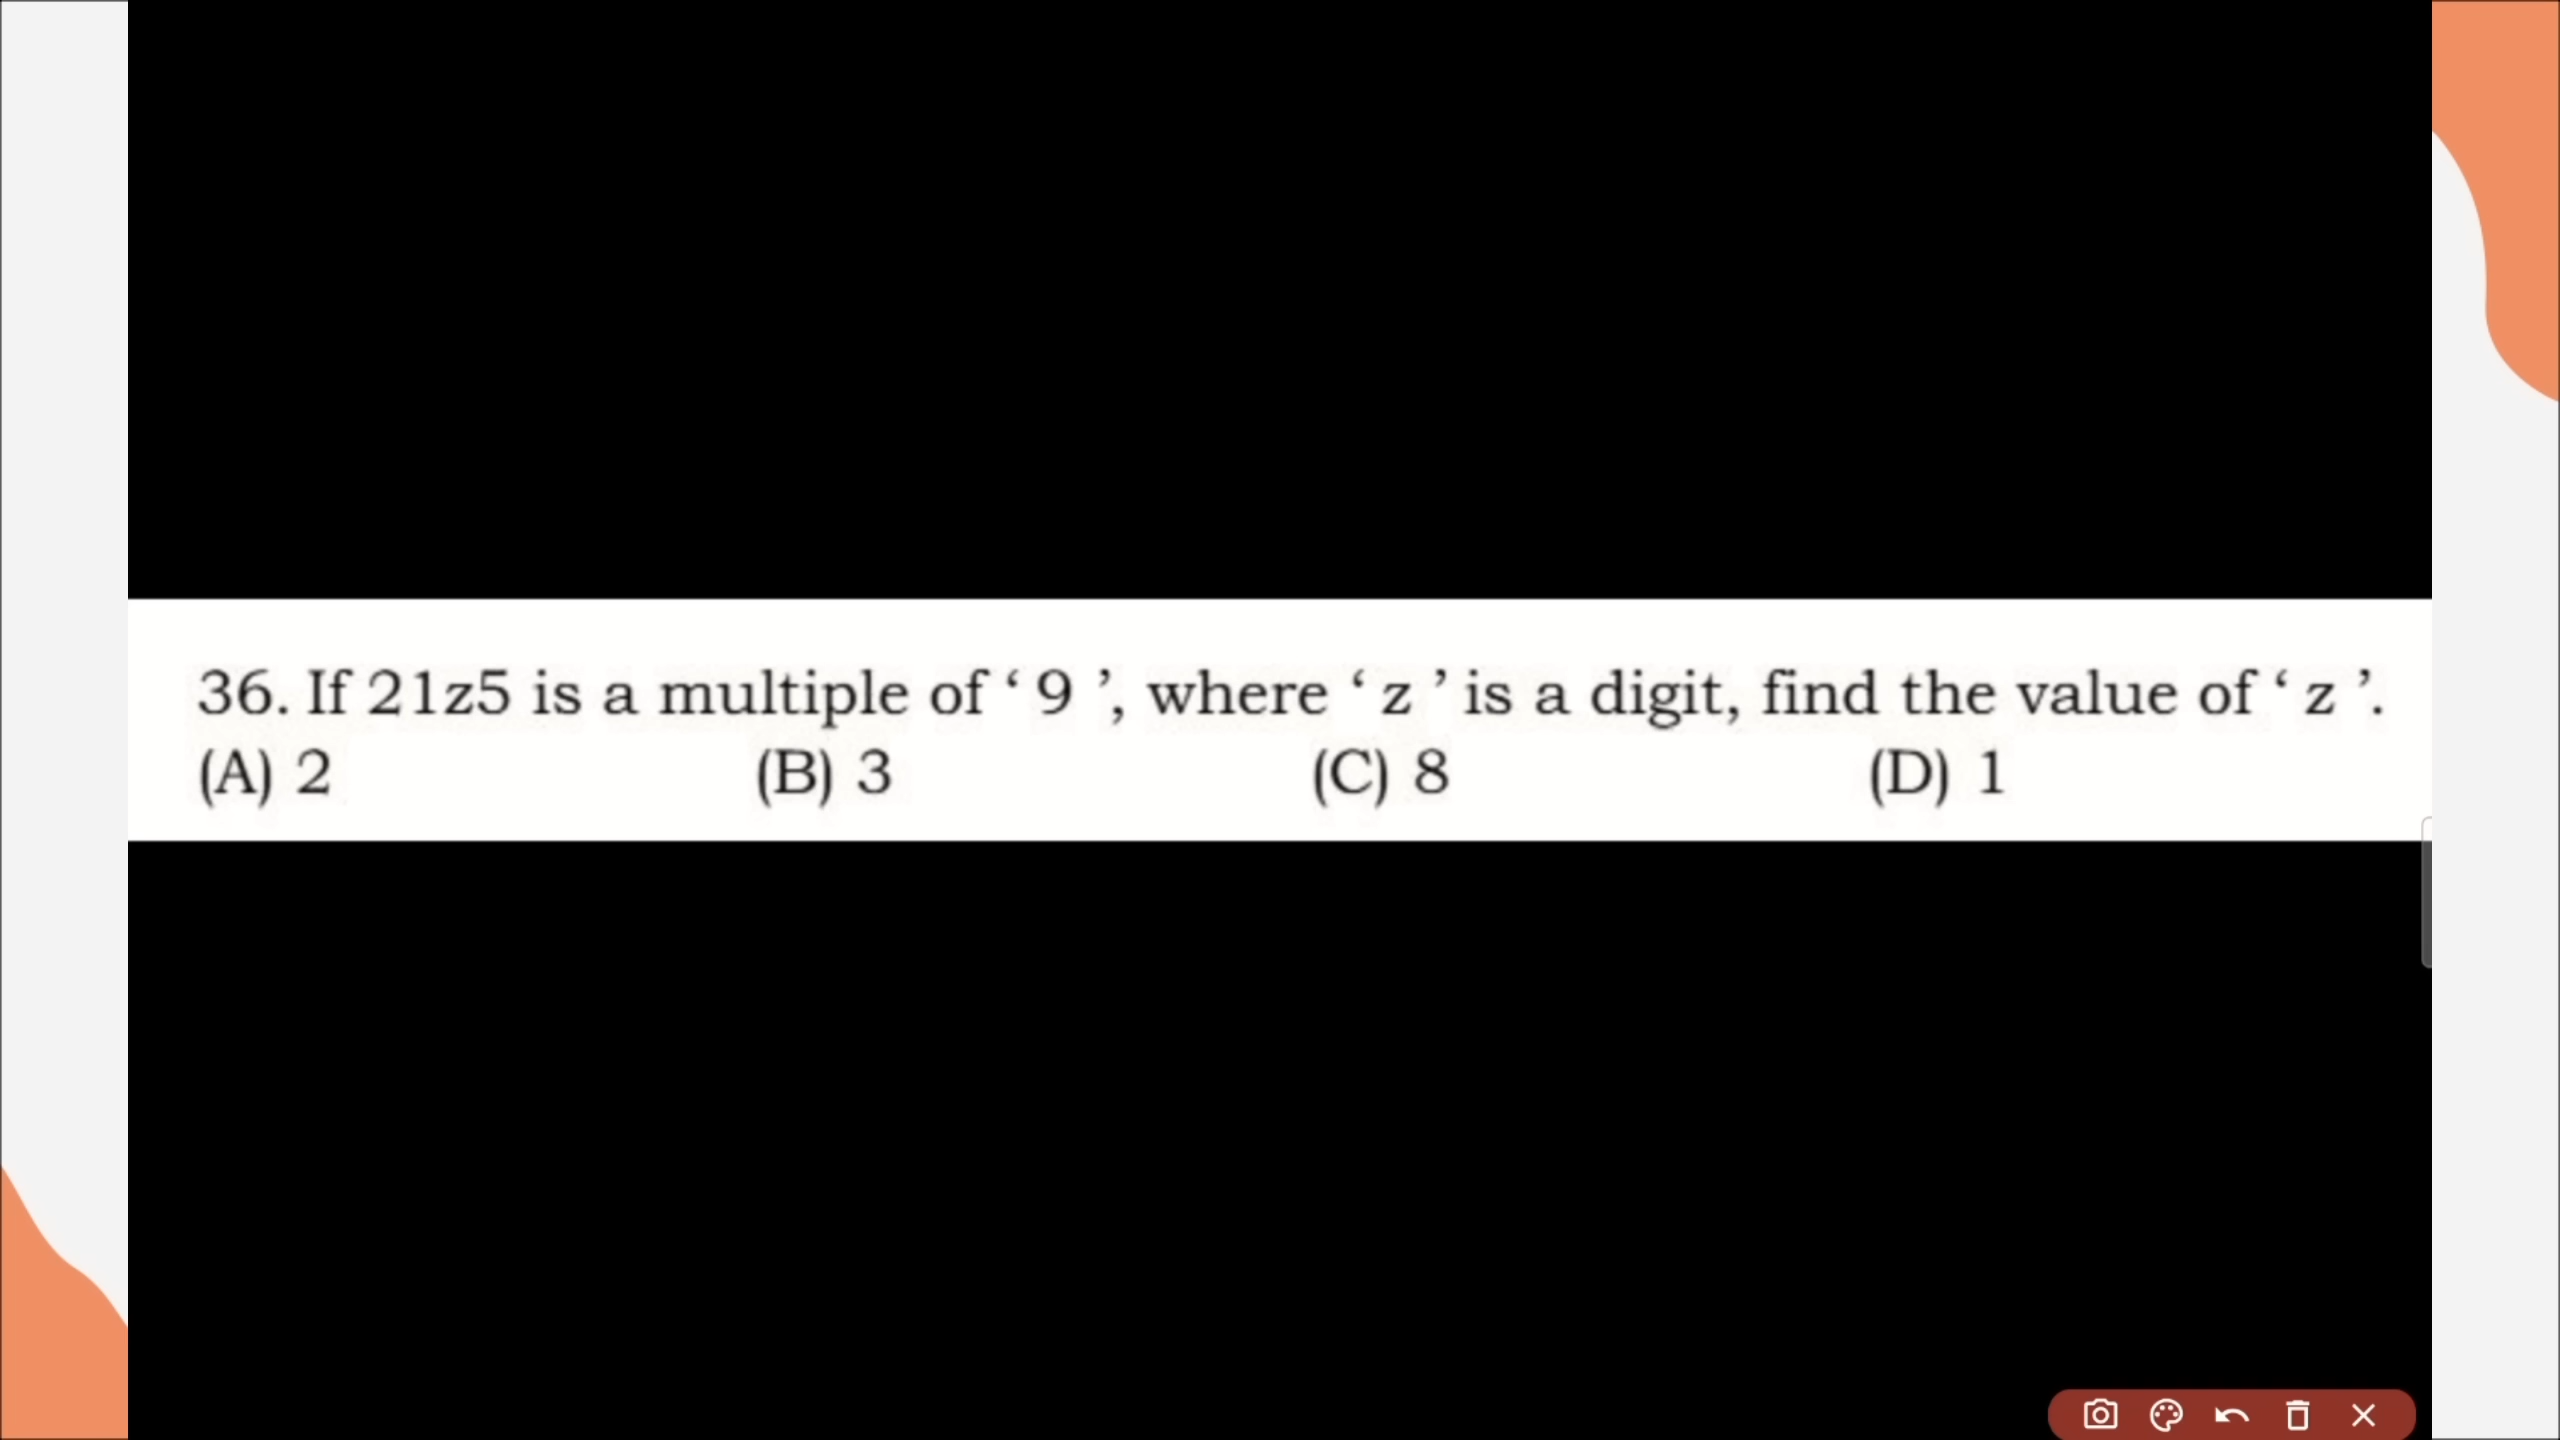 36. If 21z5 is a multiple of ‘ 9 ’, where ‘ z ’ is a digit, find the value of ‘ z ’.
(A) 2 (B) 3 (C) 8 (D) 1